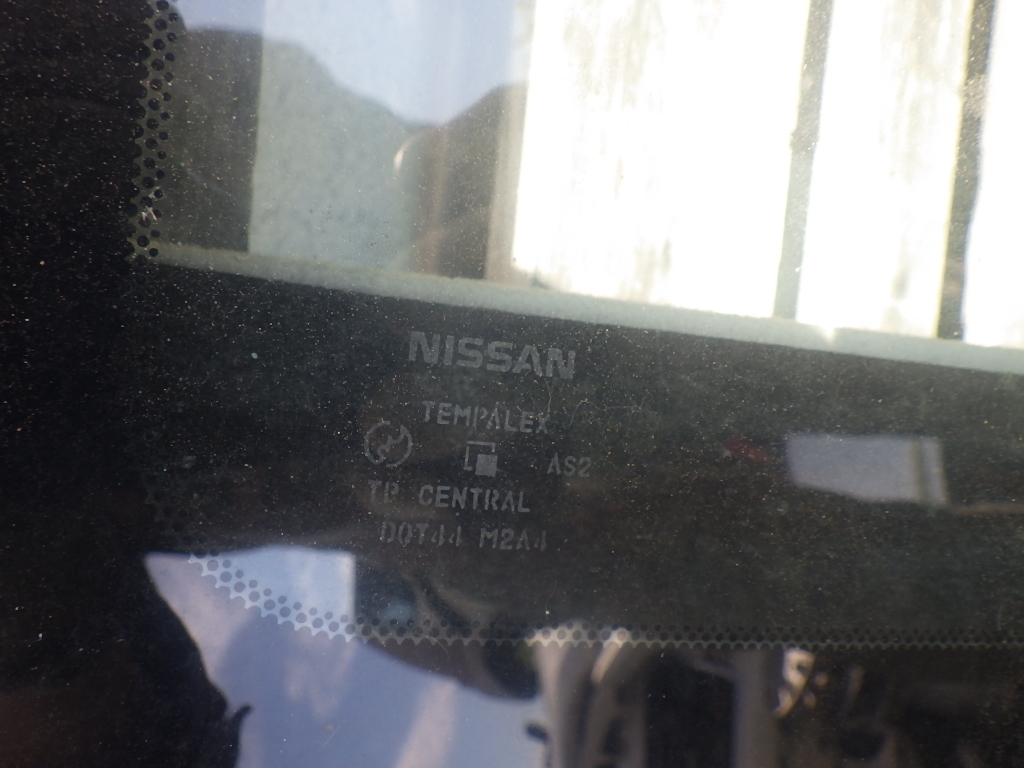 NISSAN
TEMPALEX
AS2
TP CENTRAL
DOT44 M2A4